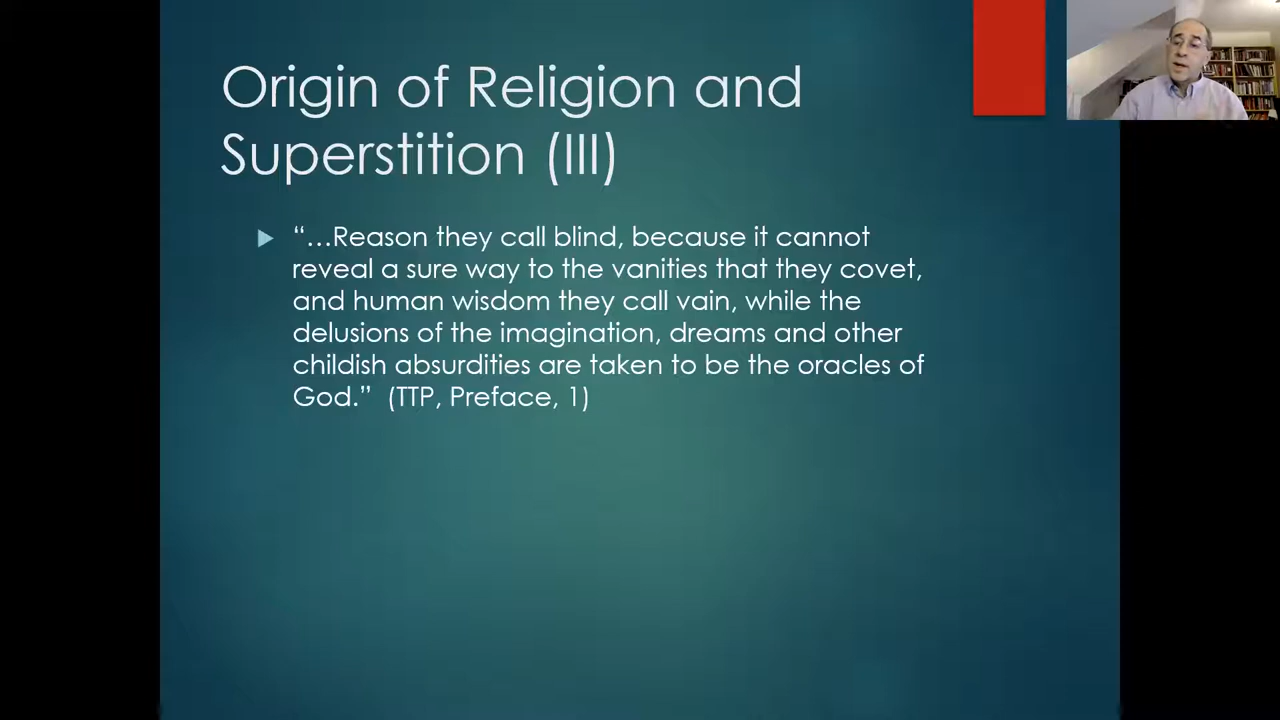 Origin of Religion and
Superstition (III)
“…Reason they call blind, because it cannot
reveal a sure way to the vanities that they covet,
and human wisdom they call vain, while the
delusions of the imagination, dreams and other
childish absurdities are taken to be the oracles of
God.” (TTP, Preface, 1)